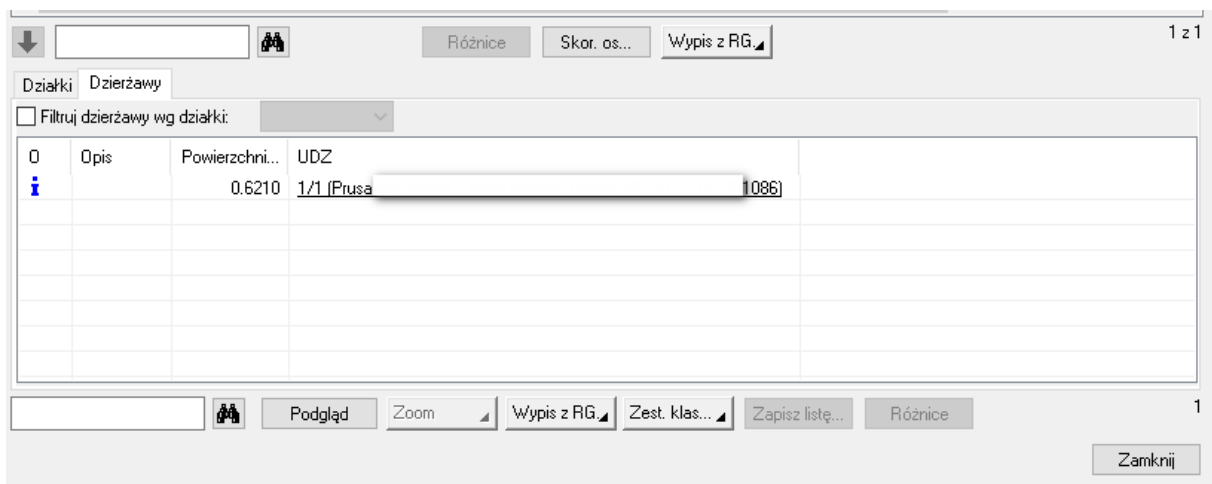 Różnice Skor. os... Wypis z RG. 1 z 1
Działki Dzierżawy
Filtruj dzierżawy wg działki:
O Opis Powierzchni... UDZ
0.6210 1/1 (Prusa 1086)
Podgląd Zoom Wypis z RG. Zest. klas... Zapisz listę... Różnice 1
Zamknij